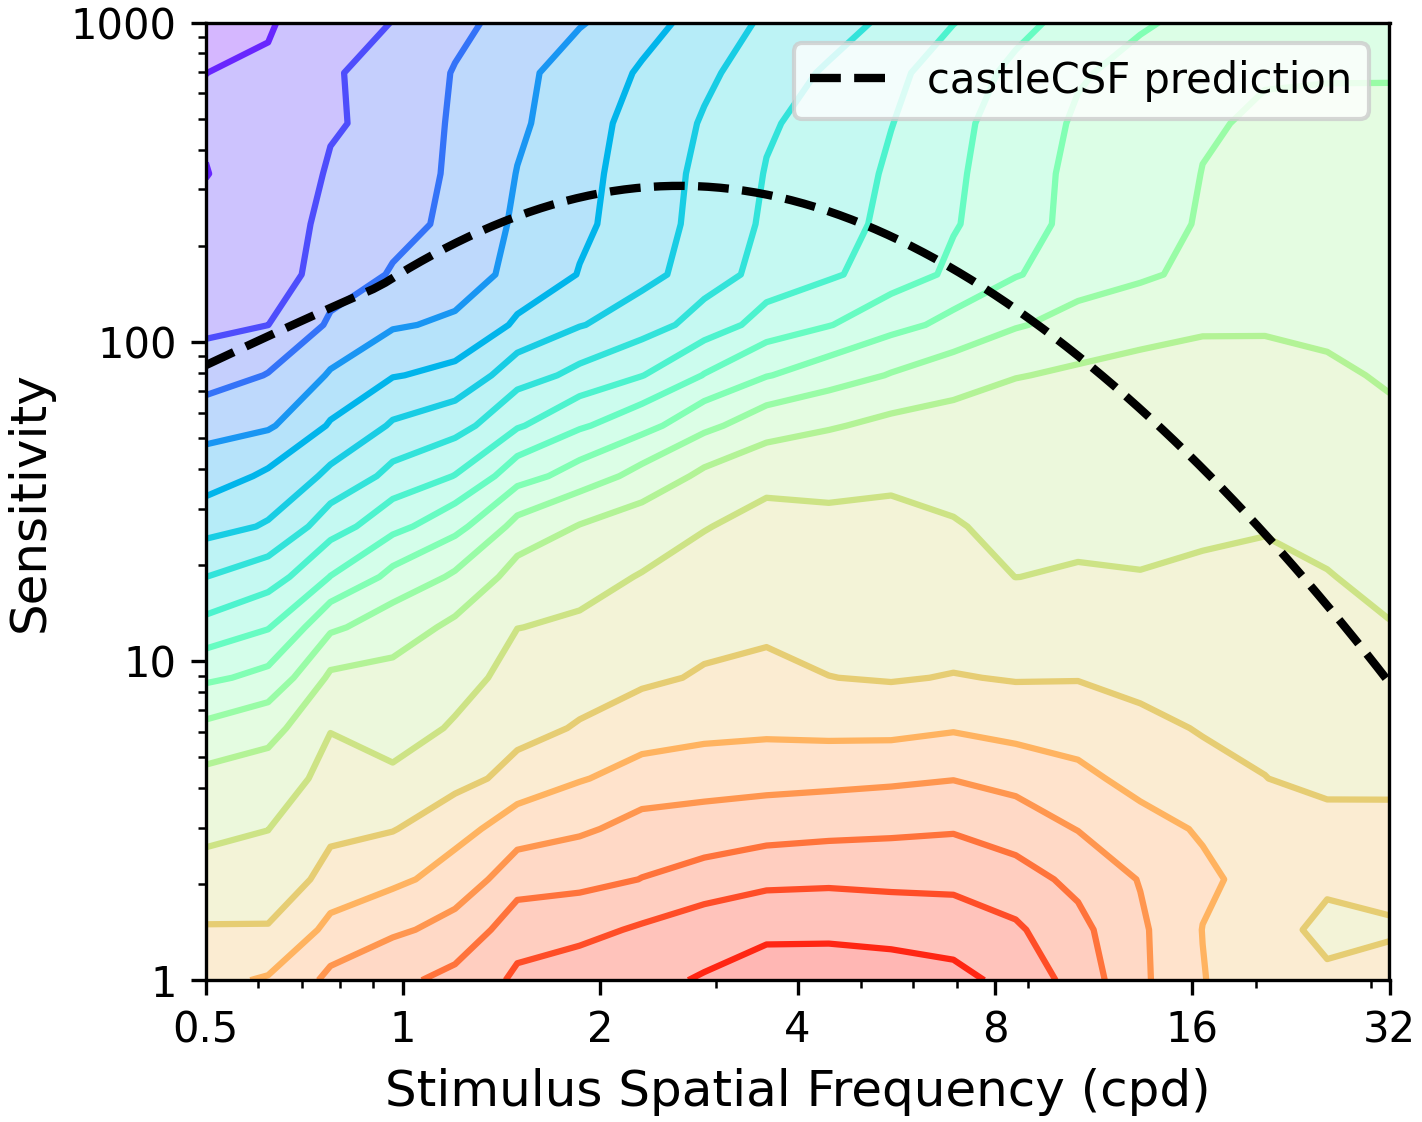 1000
100
10
1
Sensitivity
castleCSF prediction
0.5 1 2 4 8 16 32
Stimulus Spatial Frequency (cpd)